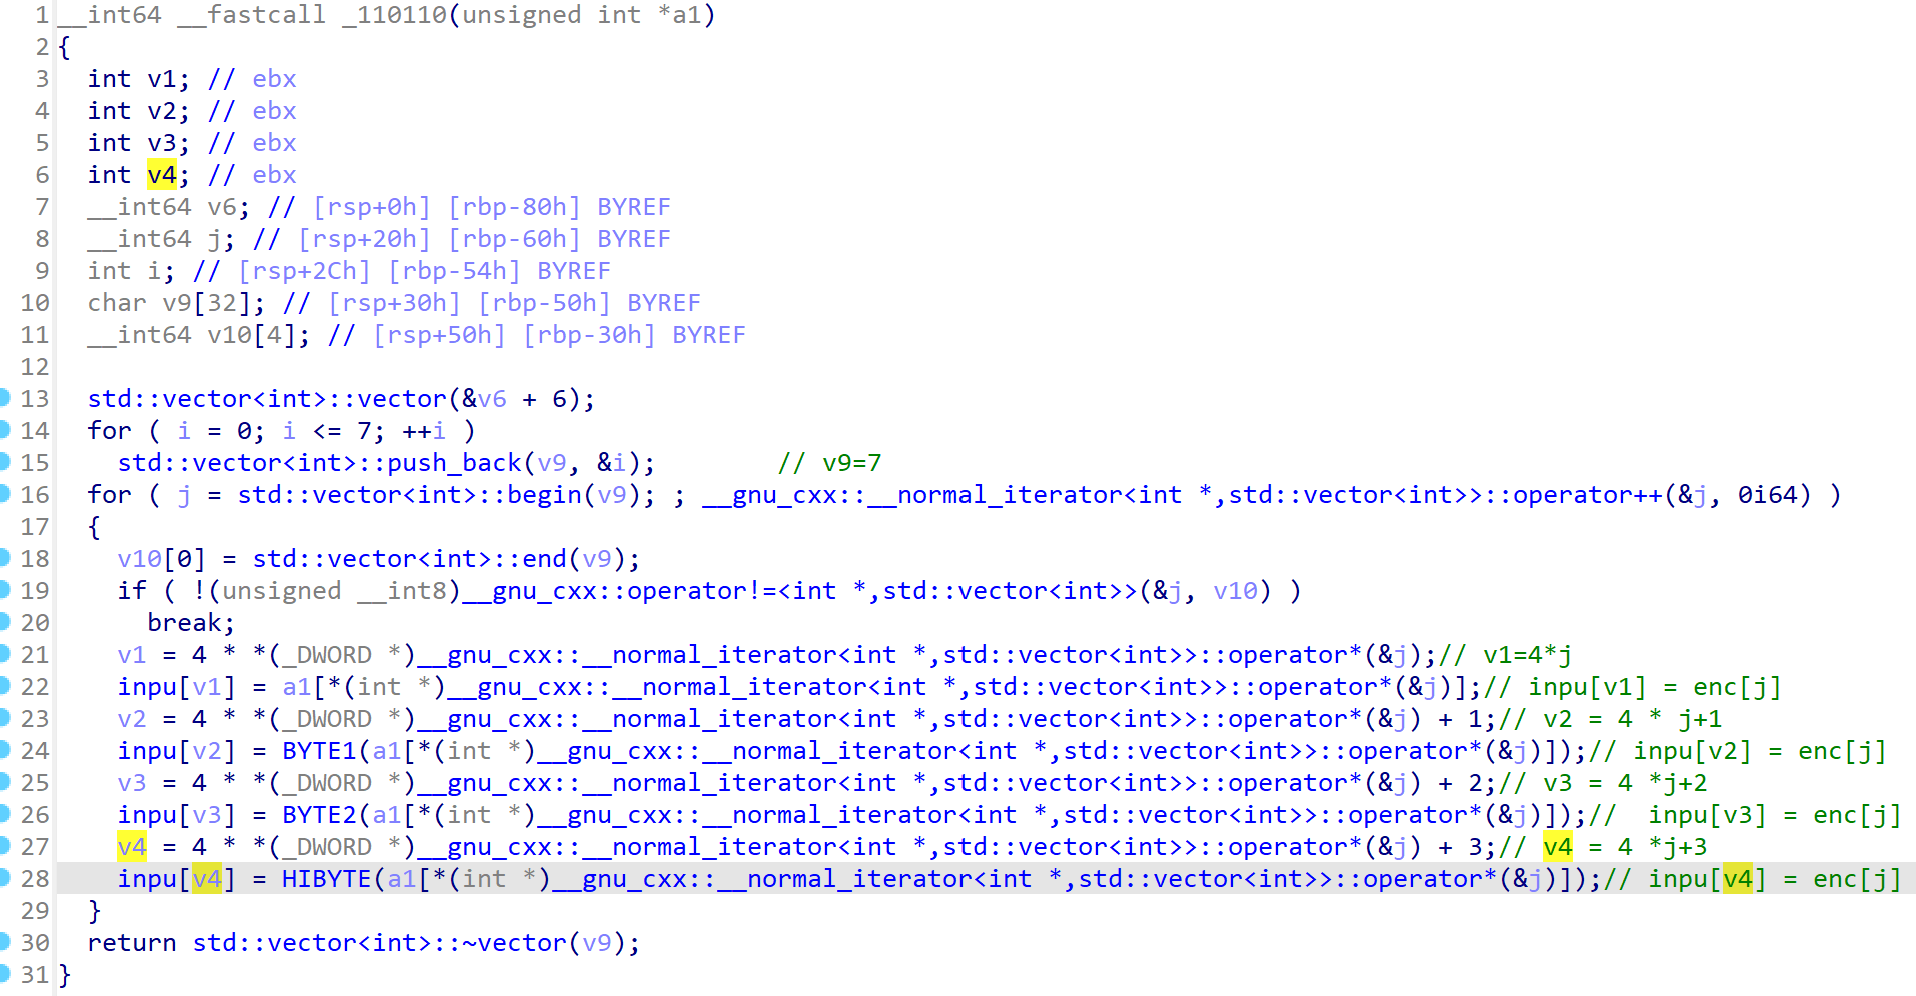 1 __int64 __fastcall _110110(unsigned int *a1)
2 {
3   int v1; // ebx
4   int v2; // ebx
5   int v3; // ebx
6   int v4; // ebx
7   __int64 v6; // [rsp+0h] [rbp-80h] BYREF
8   __int64 j; // [rsp+20h] [rbp-60h] BYREF
9   int i; // [rsp+2Ch] [rbp-54h] BYREF
10   char v9[32]; // [rsp+30h] [rbp-50h] BYREF
11   __int64 v10[4]; // [rsp+50h] [rbp-30h] BYREF
12
13   std::vector<int>::vector(&v6 + 6);
14   for ( i = 0; i <= 7; ++i )
15     std::vector<int>::push_back(v9, &i);        // v9=7
16   for ( j = std::vector<int>::begin(v9); ; __gnu_cxx::__normal_iterator<int *,std::vector<int>>::operator++(&j, 0i64) )
17   {
18     v10[0] = std::vector<int>::end(v9);
19     if ( !(unsigned __int8)__gnu_cxx::operator!=<int *,std::vector<int>>(&j, v10) )
20       break;
21     v1 = 4 * *(_DWORD *)__gnu_cxx::__normal_iterator<int *,std::vector<int>>::operator*(&j);// v1=4*j
22     inpu[v1] = a1[*(int *)__gnu_cxx::__normal_iterator<int *,std::vector<int>>::operator*(&j)];// inpu[v1] = enc[j]
23     v2 = 4 * *(_DWORD *)__gnu_cxx::__normal_iterator<int *,std::vector<int>>::operator*(&j) + 1;// v2 = 4 * j+1
24     inpu[v2] = BYTE1(a1[*(int *)__gnu_cxx::__normal_iterator<int *,std::vector<int>>::operator*(&j)]);// inpu[v2] = enc[j]
25     v3 = 4 * *(_DWORD *)__gnu_cxx::__normal_iterator<int *,std::vector<int>>::operator*(&j) + 2;// v3 = 4 *j+2
26     inpu[v3] = BYTE2(a1[*(int *)__gnu_cxx::__normal_iterator<int *,std::vector<int>>::operator*(&j)]);//  inpu[v3] = enc[j]
27     v4 = 4 * *(_DWORD *)__gnu_cxx::__normal_iterator<int *,std::vector<int>>::operator*(&j) + 3;// v4 = 4 *j+3
28     inpu[v4] = HIBYTE(a1[*(int *)__gnu_cxx::__normal_iterator<int *,std::vector<int>>::operator*(&j)]);// inpu[v4] = enc[j]
29   }
30   return std::vector<int>::~vector(v9);
31 }